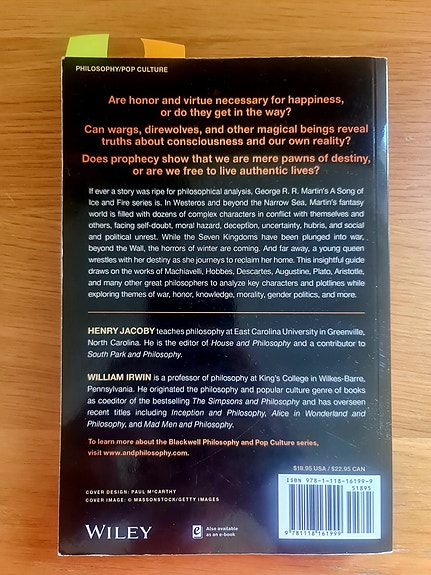 PHILOSOPHY/POP CULTURE
Are honor and virtue necessary for happiness,
or do they get in the way?
Can wargs, direwolves, and other magical beings reveal
truths about consciousness and our own reality?
Does prophecy show that we are mere pawns of destiny,
or are we free to live authentic lives?
If ever a story was ripe for philosophical analysis, George R. R. Martin's A Song of
Ice and Fire series is. In Westeros and beyond the Narrow Sea, Martin's fantasy
world is filled with dozens of complex characters in conflict with themselves and
others, facing self-doubt, moral hazard, deception, uncertainty, hubris, and social
and political unrest. While the Seven Kingdoms have been plunged into war,
beyond the Wall, the horrors of winter are coming. And far away, a young queen
wrestles with her destiny as she journeys to reclaim her home. This insightful guide
draws on the works of Machiavelli, Hobbes, Descartes, Augustine, Plato, Aristotle,
and many other great philosophers to analyze key characters and plotlines while
exploring themes of war, honor, knowledge, morality, gender politics, and more.
HENRY JACOBY teaches philosophy at East Carolina University in Greenville,
North Carolina. He is the editor of House and Philosophy and a contributor to
South Park and Philosophy.
WILLIAM IRWIN is a professor of philosophy at King's College in Wilkes-Barre,
Pennsylvania. He originated the philosophy and popular culture genre of books
as coeditor of the bestselling The Simpsons and Philosophy and has overseen
recent titles including Inception and Philosophy, Alice in Wonderland and
Philosophy, and Mad Men and Philosophy.
To learn more about the Blackwell Philosophy and Pop Culture series,
visit www.andphilosophy.com.
$18.95 USA / $22.95 CAN
ISBN 978-1-118-16199-9
51895
9 781118 161999
COVER DESIGN: PAUL McCARTHY
COVER IMAGE: © MASSONSTOCK/GETTY IMAGES
WILEY
e
Also available
as an e-book